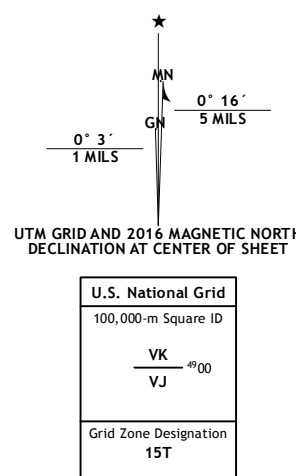 ★
MN
0° 16´
5 MILS
GN
0° 3´
1 MILS
UTM GRID AND 2016 MAGNETIC NORTH
DECLINATION AT CENTER OF SHEET
U.S. National Grid
100,000-m Square ID
VK
⁴⁹00
VJ
Grid Zone Designation
15T